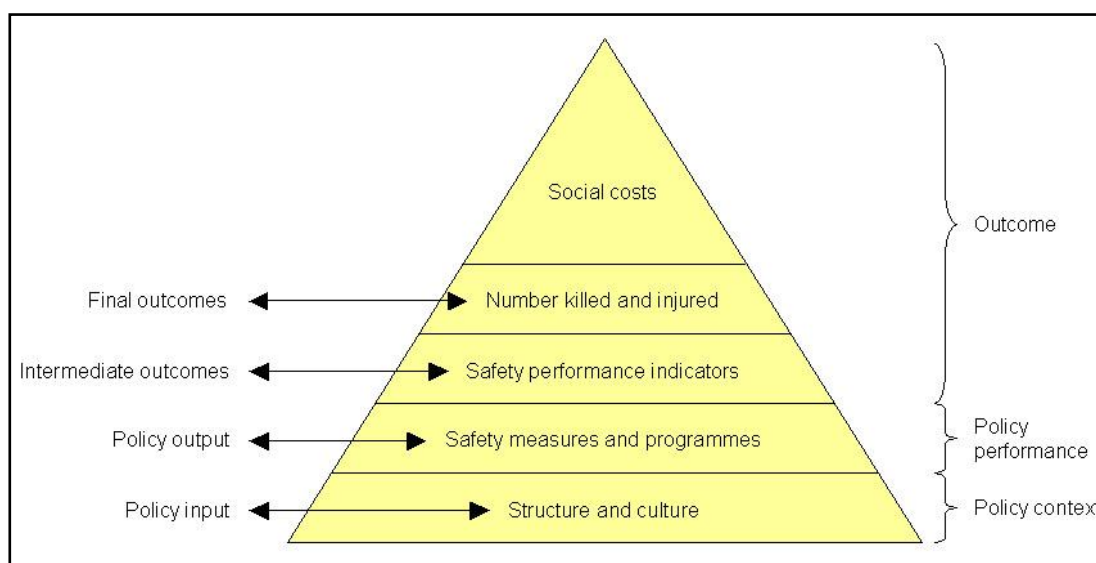 Social costs
Outcome
Final outcomes
Number killed and injured
Intermediate outcomes
Safety performance indicators
Policy output
Safety measures and programmes
Policy
performance
Policy input
Structure and culture
Policy context